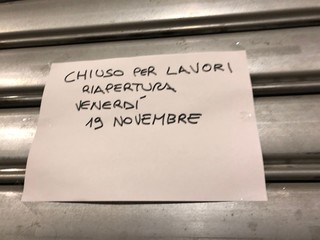 CHIUSO PER LAVORI
RIAPERTURA
VENERDÌ
19 NOVEMBRE